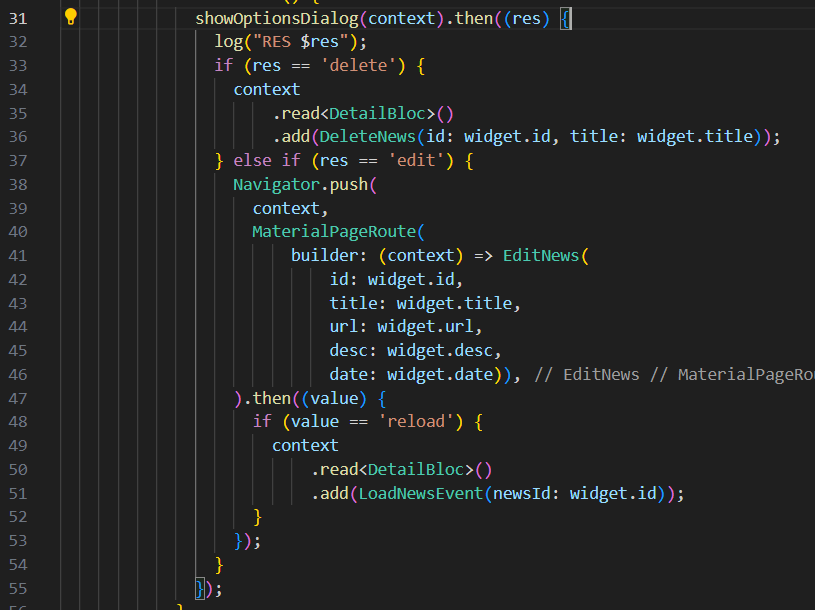 31 showOptionsDialog(context).then((res) {
32 log("RES $res");
33 if (res == 'delete') {
34 context
35 .read<DetailBloc>()
36 .add(DeleteNews(id: widget.id, title: widget.title));
37 } else if (res == 'edit') {
38 Navigator.push(
39 context,
40 MaterialPageRoute(
41 builder: (context) => EditNews(
42 id: widget.id,
43 title: widget.title,
44 url: widget.url,
45 desc: widget.desc,
46 date: widget.date)), // EditNews // MaterialPageRou
47 ).then((value) {
48 if (value == 'reload') {
49 context
50 .read<DetailBloc>()
51 .add(LoadNewsEvent(newsId: widget.id));
52 }
53 });
54 }
55 });